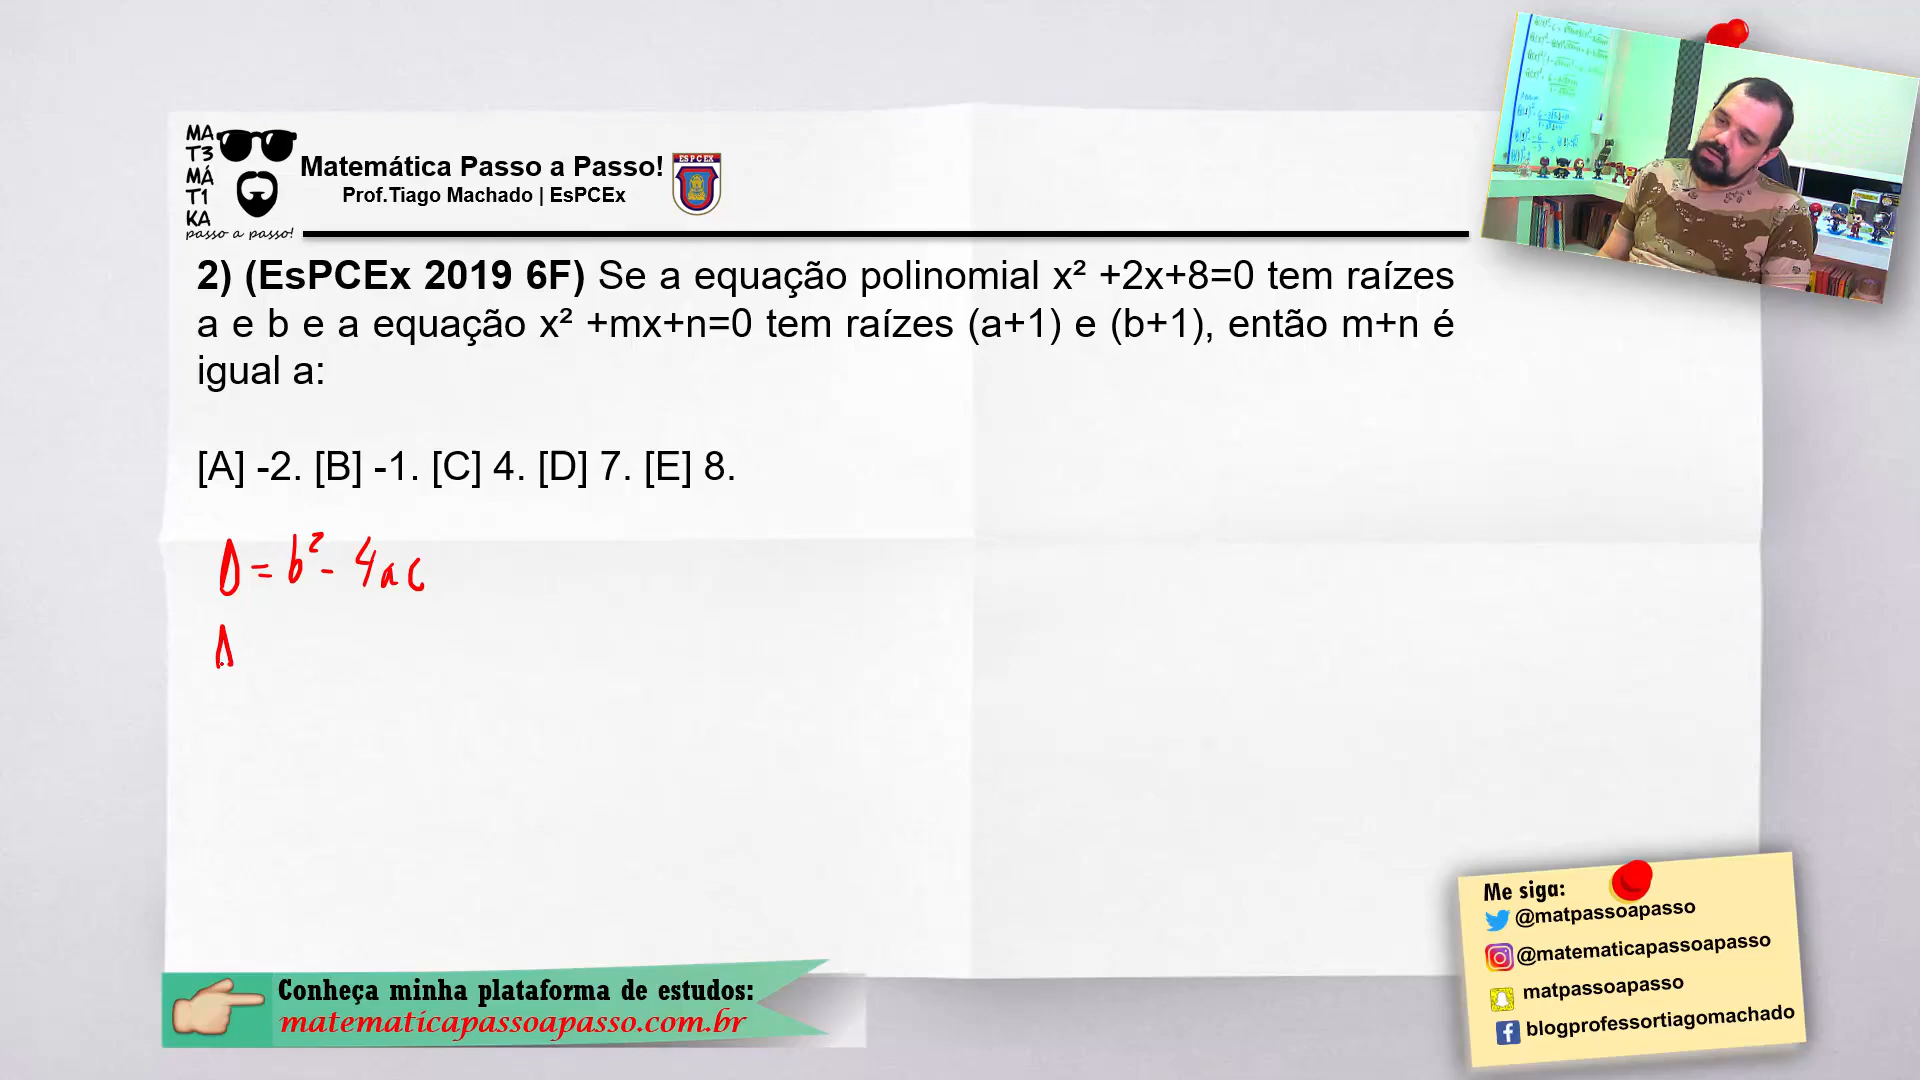 MA
T3
MÁ
T1
KA
passo a passo!
Matemática Passo a Passo!
Prof.Tiago Machado | EsPCEx
ESPCEX
2) (EsPCEx 2019 6F) Se a equação polinomial x² +2x+8=0 tem raízes
a e b e a equação x² +mx+n=0 tem raízes (a+1) e (b+1), então m+n é
igual a:
[A] -2. [B] -1. [C] 4. [D] 7. [E] 8.
Δ = b² - 4ac
Δ
Conheça minha plataforma de estudos:
matematicapassoapasso.com.br
Me siga:
@matpassoapasso
@matematicapassoapasso
matpassoapasso
blogprofessortiagomachado